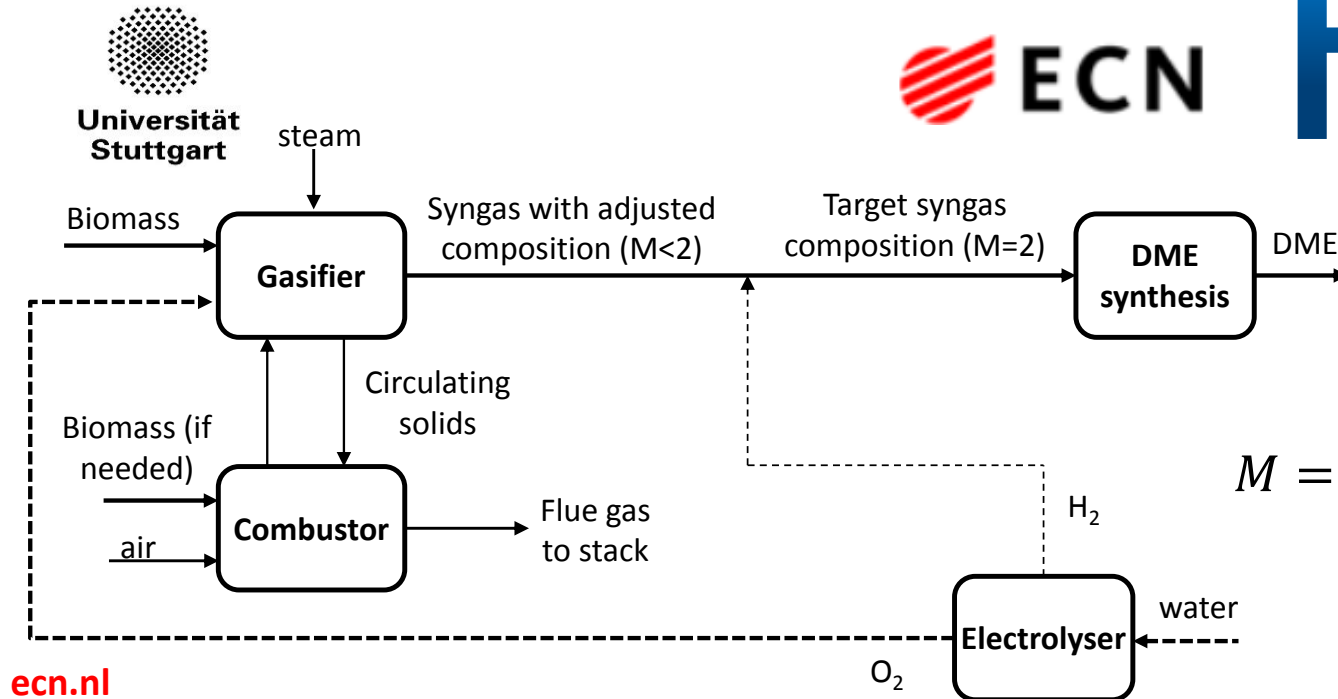 Universität
Stuttgart
ECN
steam
Biomass
Gasifier
Syngas with adjusted
composition (M<2)
Target syngas
composition (M=2)
DME
synthesis
DME
Circulating
solids
Biomass (if
needed)
air
Combustor
Flue gas
to stack
M =
H₂
water
Electrolyser
O₂
ecn.nl